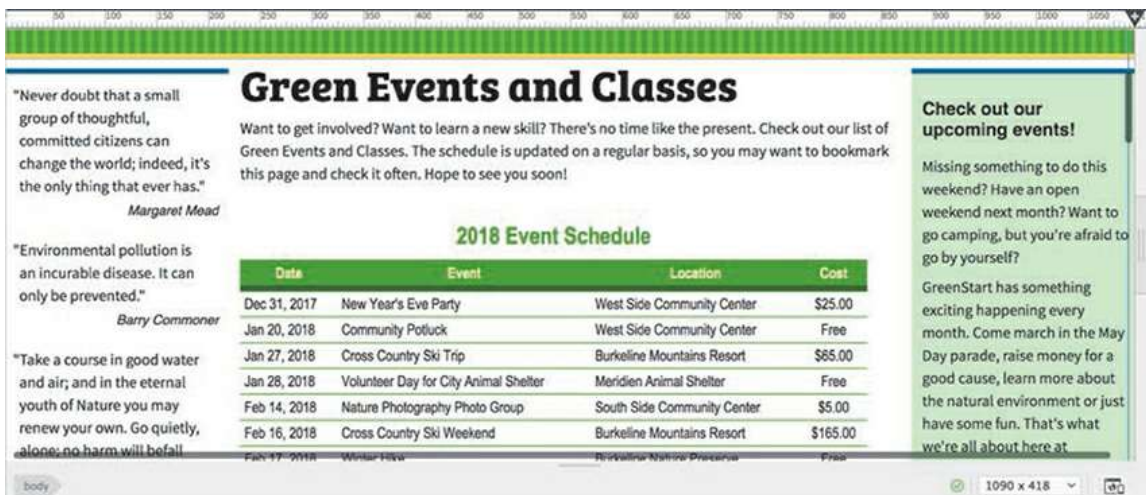 50 100 150 200 250 300 350 400 450 500 550 600 650 700 750 800 850 900 950 1000 1050
"Never doubt that a small
group of thoughtful,
committed citizens can
change the world; indeed, it's
the only thing that ever has."
Margaret Mead
"Environmental pollution is
an incurable disease. It can
only be prevented."
Barry Commoner
"Take a course in good water
and air; and in the eternal
youth of Nature you may
renew your own. Go quietly,
alone; no harm will befall
Green Events and Classes
Want to get involved? Want to learn a new skill? There's no time like the present. Check out our list of
Green Events and Classes. The schedule is updated on a regular basis, so you may want to bookmark
this page and check it often. Hope to see you soon!
2018 Event Schedule
Date Event Location Cost
Dec 31, 2017 New Year's Eve Party West Side Community Center $25.00
Jan 20, 2018 Community Potluck West Side Community Center Free
Jan 27, 2018 Cross Country Ski Trip Burkeline Mountains Resort $65.00
Jan 28, 2018 Volunteer Day for City Animal Shelter Meridien Animal Shelter Free
Feb 14, 2018 Nature Photography Photo Group South Side Community Center $5.00
Feb 16, 2018 Cross Country Ski Weekend Burkeline Mountains Resort $165.00
Feb 17, 2018 Winter Hike Burkeline Nature Preserve Free
Check out our
upcoming events!
Missing something to do this
weekend? Have an open
weekend next month? Want to
go camping, but you're afraid to
go by yourself?
GreenStart has something
exciting happening every
month. Come march in the May
Day parade, raise money for a
good cause, learn more about
the natural environment or just
have some fun. That's what
we're all about here at
body
1090 x 418